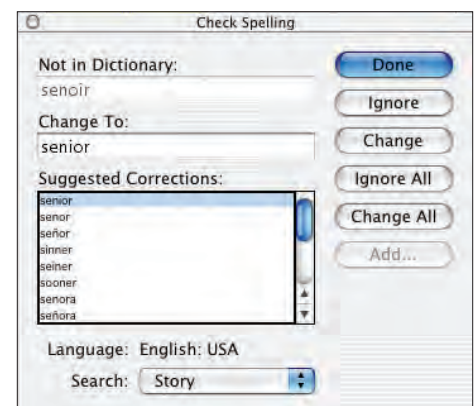 Check Spelling
Not in Dictionary:
senoir
Change To:
senior
Suggested Corrections:
senior
senor
señor
sinner
seiner
sooner
senora
señora
Language: English: USA
Search: Story
Done
Ignore
Change
Ignore All
Change All
Add...